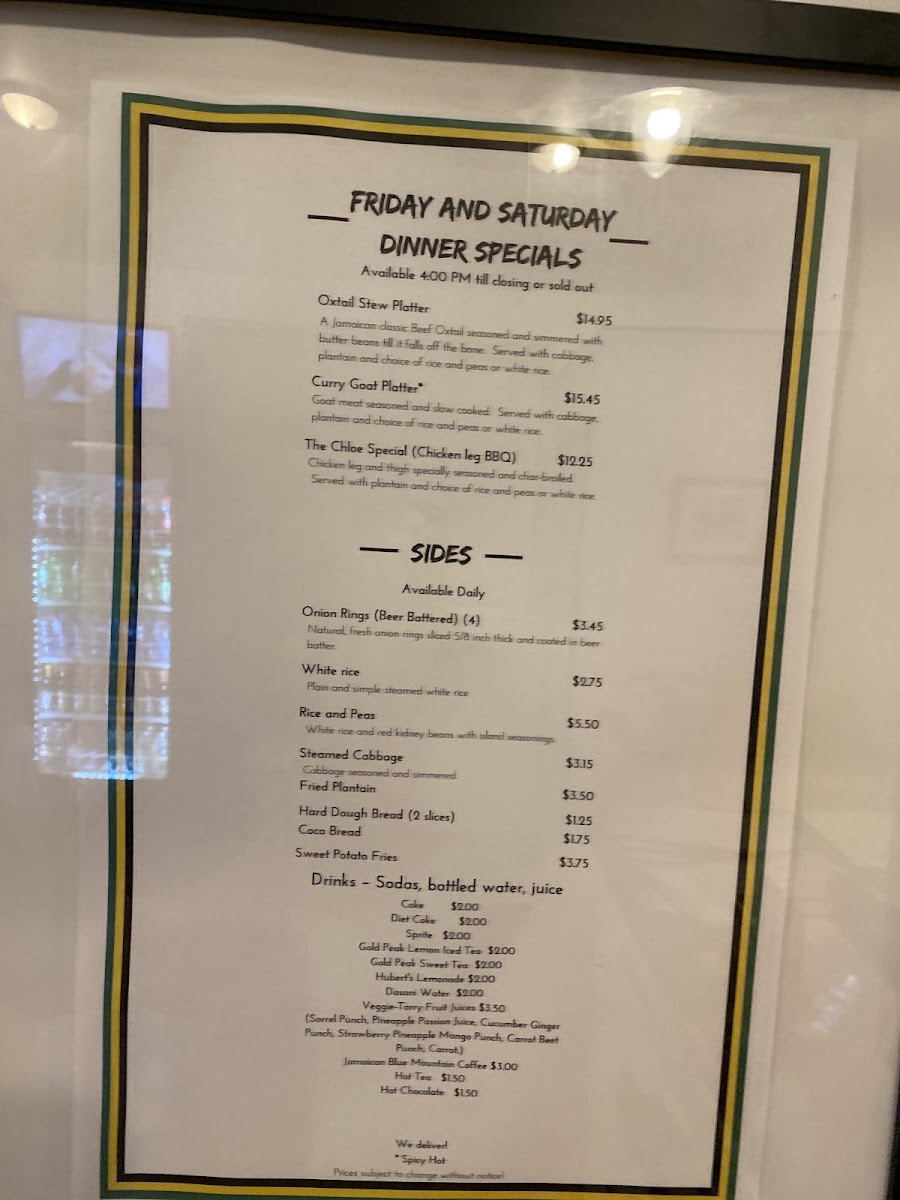 FRIDAY AND SATURDAY
DINNER SPECIALS
Available 4:00 PM till closing or sold out
Oxtail Stew Platter $14.95
A Jamaican classic Beef Oxtail seasoned and simmered with
butter beans till it falls off the bone. Served with cabbage,
plantain and choice of rice and peas or white rice.
Curry Goat Platter* $15.45
Goat meat seasoned and slow cooked. Served with cabbage,
plantain and choice of rice and peas or white rice.
The Chloe Special (Chicken leg BBQ) $12.25
Chicken leg and thigh specially seasoned and char-broiled.
Served with plantain and choice of rice and peas or white rice.
SIDES
Available Daily
Onion Rings (Beer Battered) (4) $3.45
Natural, fresh onion rings sliced 5/8 inch thick and coated in beer
batter.
White rice $2.75
Plain and simple steamed white rice
Rice and Peas $5.50
White rice and red kidney beans with island seasonings.
Steamed Cabbage $3.15
Cabbage seasoned and simmered.
Fried Plantain $3.50
Hard Dough Bread (2 slices) $1.25
Coco Bread $1.75
Sweet Potato Fries $3.75
Drinks – Sodas, bottled water, juice
Coke $2.00
Diet Coke $2.00
Sprite $2.00
Gold Peak Lemon Iced Tea $2.00
Gold Peak Sweet Tea $2.00
Hubert's Lemonade $2.00
Dasani Water $2.00
Veggie-Tarry Fruit Juices $3.50
(Sorrel Punch, Pineapple Passion Juice, Cucumber Ginger
Punch, Strawberry Pineapple Mango Punch, Carrot Beet
Punch, Carrot.)
Jamaican Blue Mountain Coffee $3.00
Hot Tea $1.50
Hot Chocolate $1.50
We deliver!
*Spicy Hot
Prices subject to change without notice!